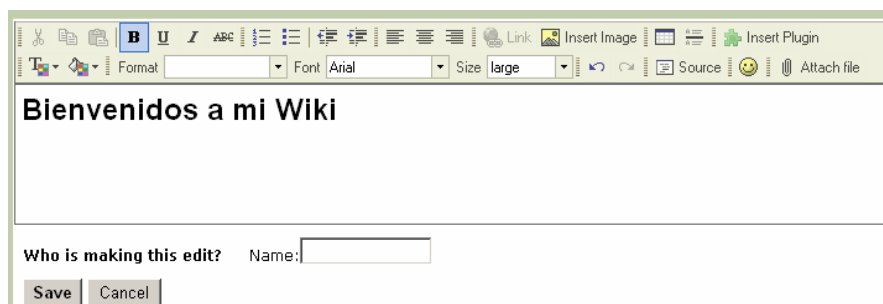 B U I ABC Link Insert Image Insert Plugin
Format Font Arial Size large Source Attach file
Bienvenidos a mi Wiki
Who is making this edit? Name:
Save Cancel